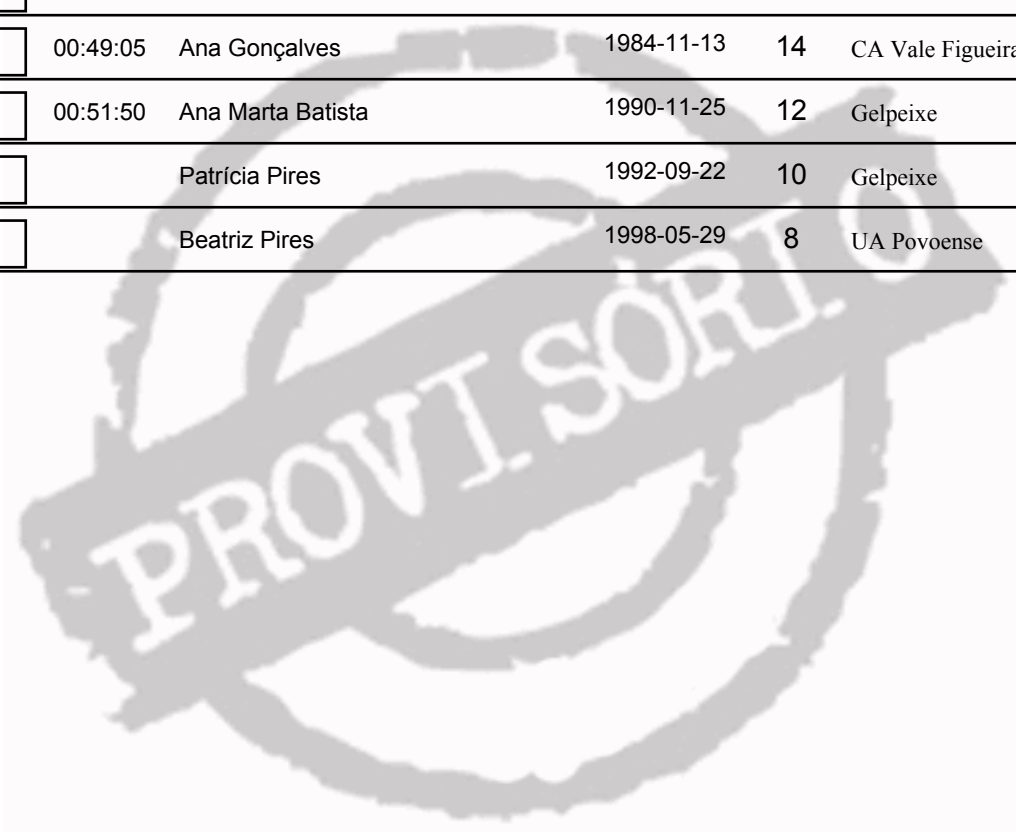 00:49:05 Ana Gonçalves 1984-11-13 14 CA Vale Figueira
00:51:50 Ana Marta Batista 1990-11-25 12 Gelpeixe
Patrícia Pires 1992-09-22 10 Gelpeixe
Beatriz Pires 1998-05-29 8 UA Povoense
PROVISÓRIO